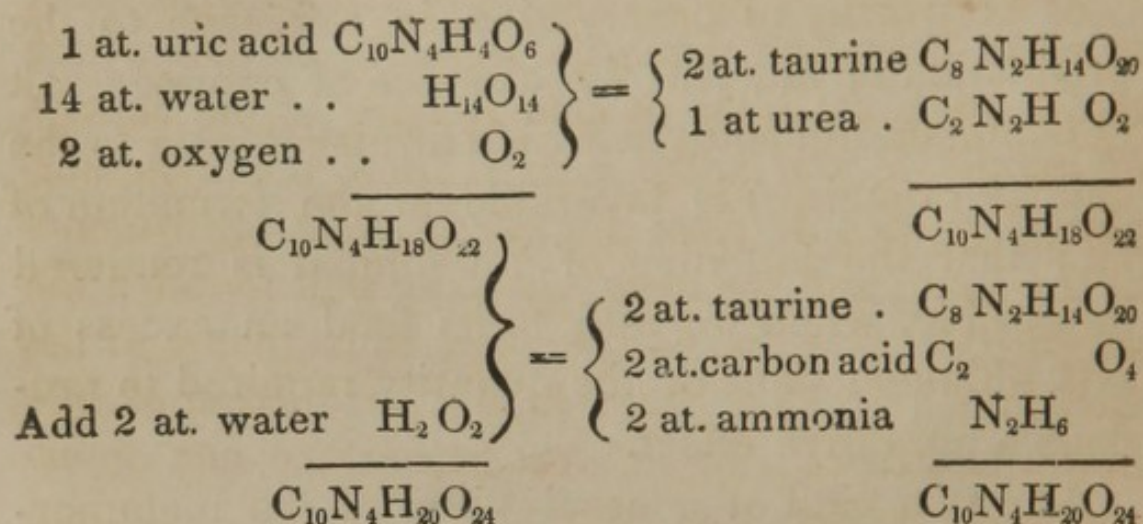 1 at. uric acid C₁₀N₄H₄O₆ } = { 2 at. taurine C₈ N₂H₁₄O₂₀
14 at. water . . H₁₄O₁₄ 1 at urea . C₂ N₂H O₂
2 at. oxygen . . O₂
C₁₀N₄H₁₈O₂₂ C₁₀N₄H₁₈O₂₂
} = { 2 at. taurine . C₈ N₂H₁₄O₂₀
2 at. carbon acid C₂ O₄
Add 2 at. water H₂ O₂ 2 at. ammonia N₂H₆
C₁₀N₄H₂₀O₂₄ C₁₀N₄H₂₀O₂₄